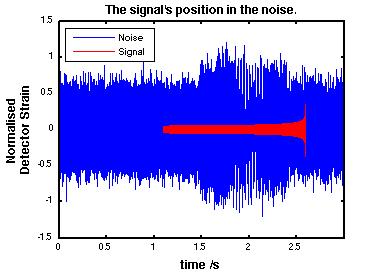 The signal's position in the noise.
1.5
1
0.5
0
-0.5
-1
-1.5
Normalised
Detector Strain
Noise
Signal
0 0.5 1 1.5 2 2.5
time /s